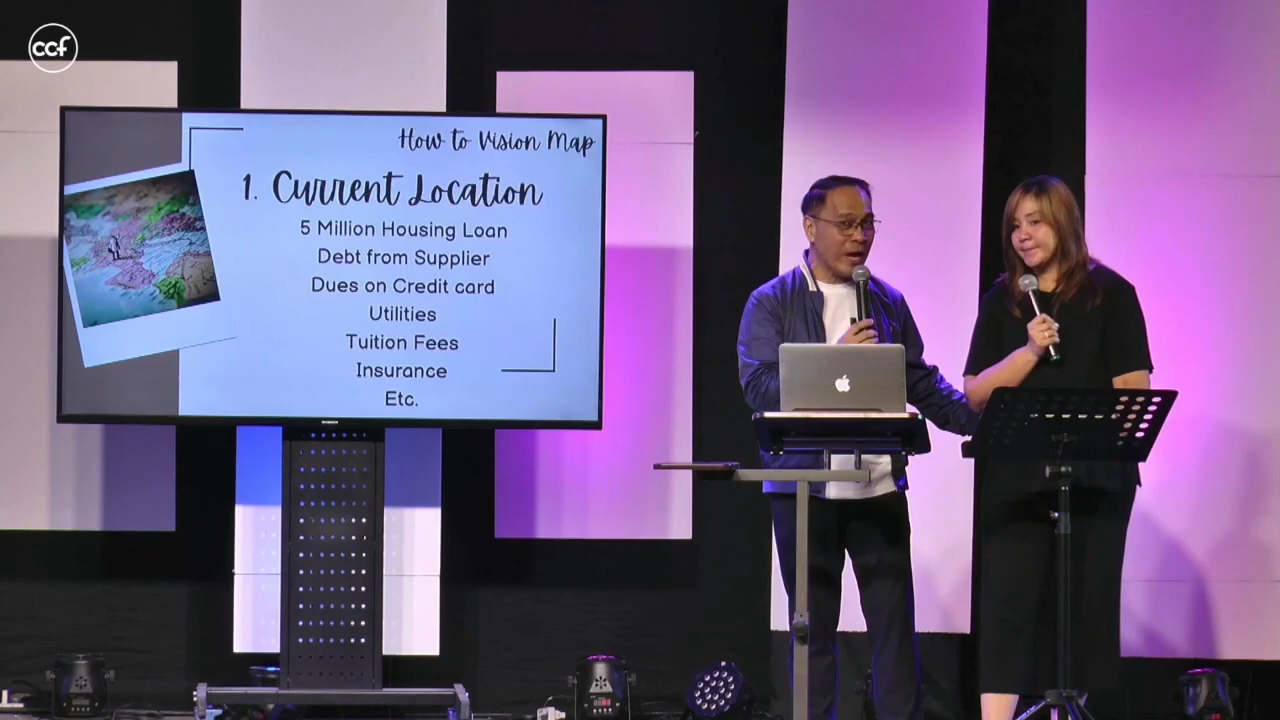 ccf
How to Vision Map
1. Current Location
5 Million Housing Loan
Debt from Supplier
Dues on Credit card
Utilities
Tuition Fees
Insurance
Etc.